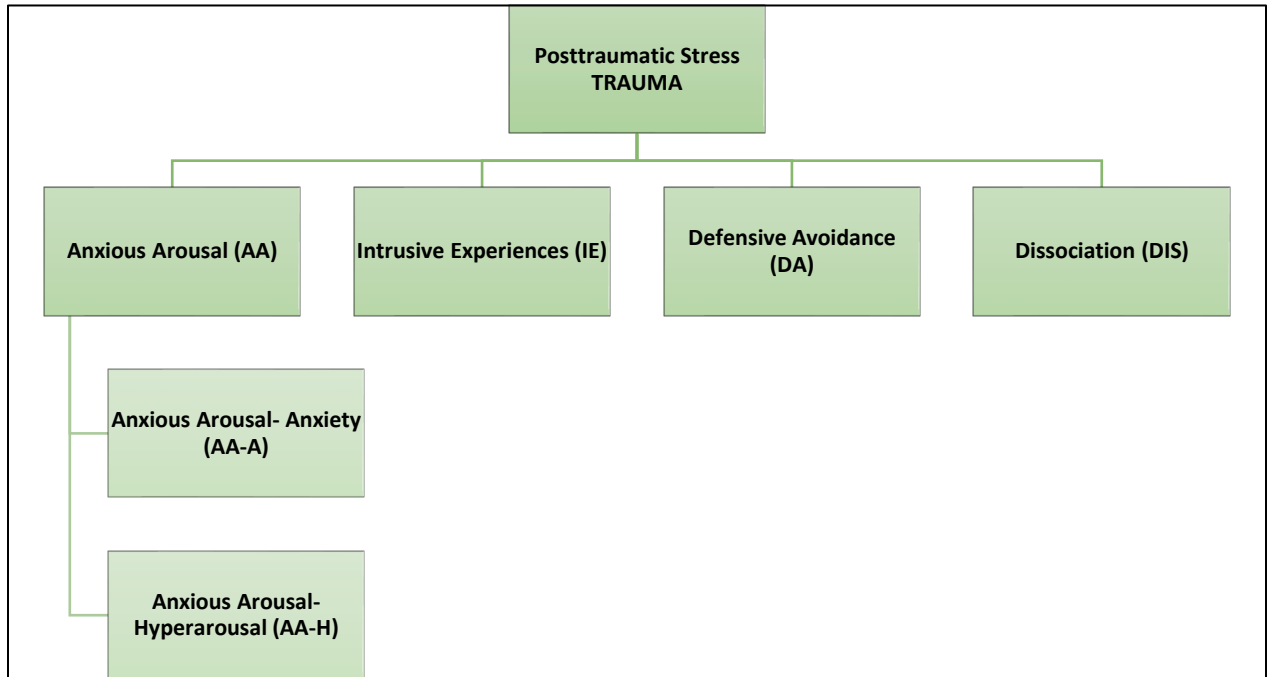 Posttraumatic Stress
TRAUMA
Anxious Arousal (AA)
Intrusive Experiences (IE)
Defensive Avoidance
(DA)
Dissociation (DIS)
Anxious Arousal- Anxiety
(AA-A)
Anxious Arousal-
Hyperarousal (AA-H)